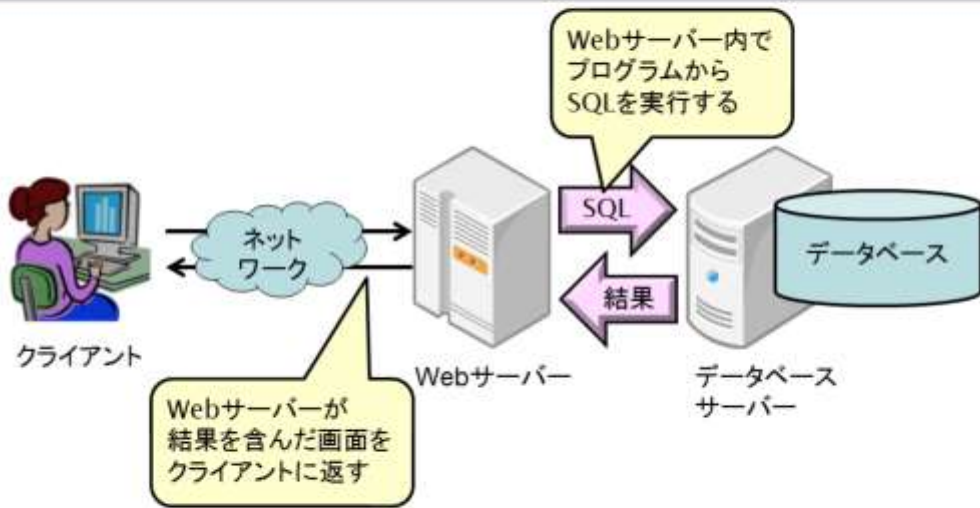 Webサーバー内で
プログラムから
SQLを実行する
SQL
ネット
ワーク
データベース
結果
クライアント
Webサーバー
データベース
サーバー
Webサーバーが
結果を含んだ画面を
クライアントに返す